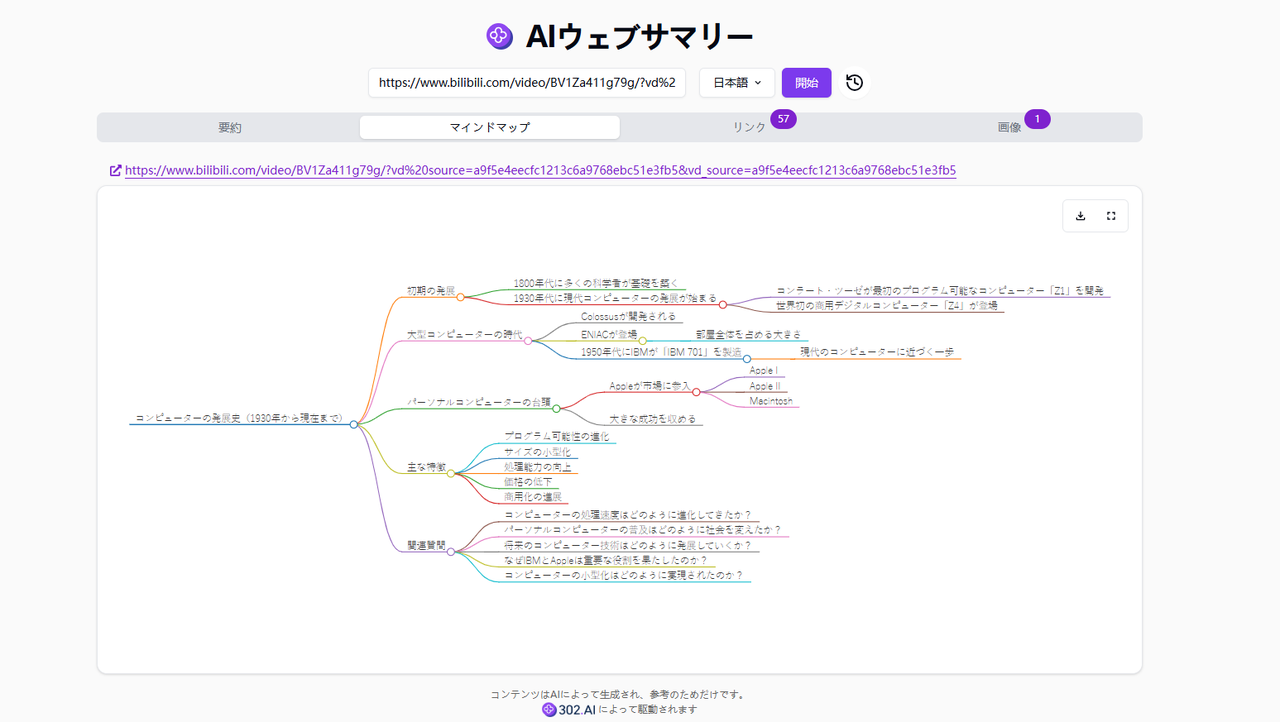 AIウェブサマリー
https://www.bilibili.com/video/BV1Za411g79g/?vd%2
日本語
開始
要約
マインドマップ
リンク
57
画像
1
https://www.bilibili.com/video/BV1Za411g79g/?vd%20source=a9f5e4eecfc1213c6a9768ebc51e3fb5&vd_source=a9f5e4eecfc1213c6a9768ebc51e3fb5
コンピューターの発展史（1930年から現在まで）
初期の発展
1800年代に多くの科学者が基礎を築く
1930年代に現代コンピューターの発展が始まる
コンラート・ツーゼが最初のプログラム可能なコンピューター「Z1」を開発
世界初の商用デジタルコンピューター「Z4」が登場
大型コンピューターの時代
Colossusが開発される
ENIACが登場
部屋全体を占める大きさ
1950年代にIBMが「IBM 701」を製造
現代のコンピューターに近づく一歩
パーソナルコンピューターの台頭
Appleが市場に参入
Apple I
Apple II
Macintosh
大きな成功を収める
主な特徴
プログラム可能性の進化
サイズの小型化
処理能力の向上
価格の低下
商用化の進展
関連質問
コンピューターの処理速度はどのように進化してきたか？
パーソナルコンピューターの普及はどのように社会を変えたか？
将来のコンピューター技術はどのように発展していくか？
なぜIBMとAppleは重要な役割を果たしたのか？
コンピューターの小型化はどのように実現されたのか？
コンテンツはAIによって生成され、参考のためだけです。
302.AI によって駆動されます